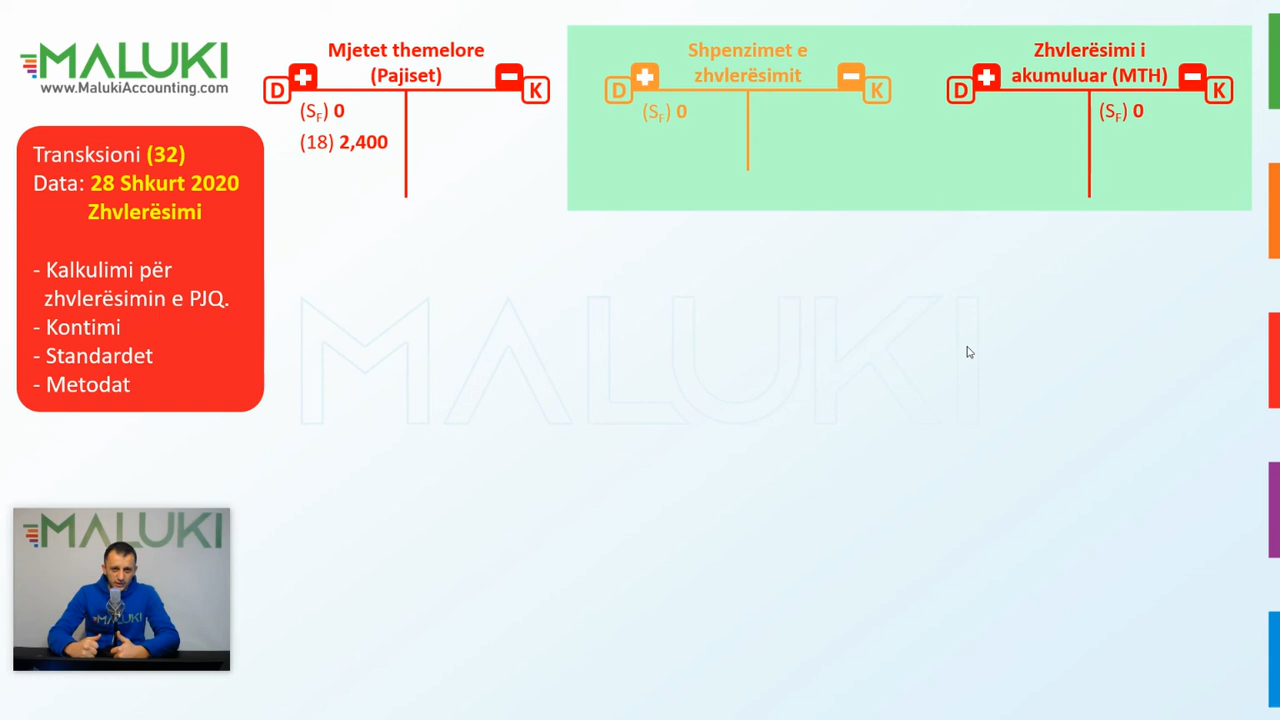 MALUKI
www.MalukiAccounting.com
Transksioni (32)
Data: 28 Shkurt 2020
Zhvlerësimi
- Kalkulimi për
zhvlerësimin e PJQ.
- Kontimi
- Standardet
- Metodat
Mjetet themelore
(Pajiset)
D + − K
(SF) 0
(18) 2,400
Shpenzimet e
zhvlerësimit
D + − K
(SF) 0
Zhvlerësimi i
akumuluar (MTH)
D + − K
(SF) 0
MALUKI
MALUKI
MALUKI